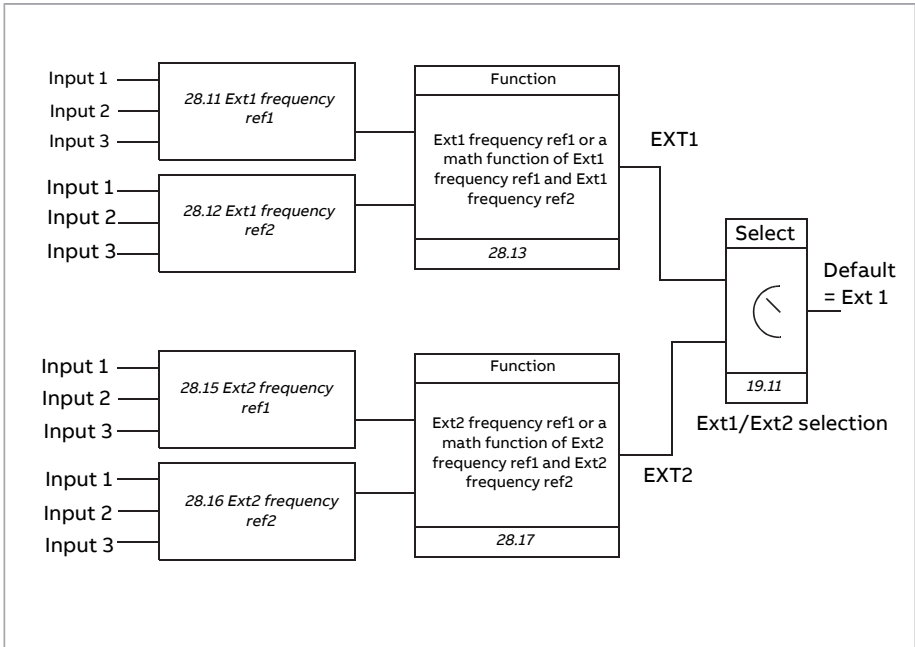 Input 1
Input 2
Input 3
28.11 Ext1 frequency
ref1
Input 1
Input 2
Input 3
28.12 Ext1 frequency
ref2
Function
Ext1 frequency ref1 or a
math function of Ext1
frequency ref1 and Ext1
frequency ref2
28.13
EXT1
Input 1
Input 2
Input 3
28.15 Ext2 frequency
ref1
Input 1
Input 2
Input 3
28.16 Ext2 frequency
ref2
Function
Ext2 frequency ref1 or a
math function of Ext2
frequency ref1 and Ext2
frequency ref2
28.17
EXT2
Select
19.11
Ext1/Ext2 selection
Default
= Ext 1